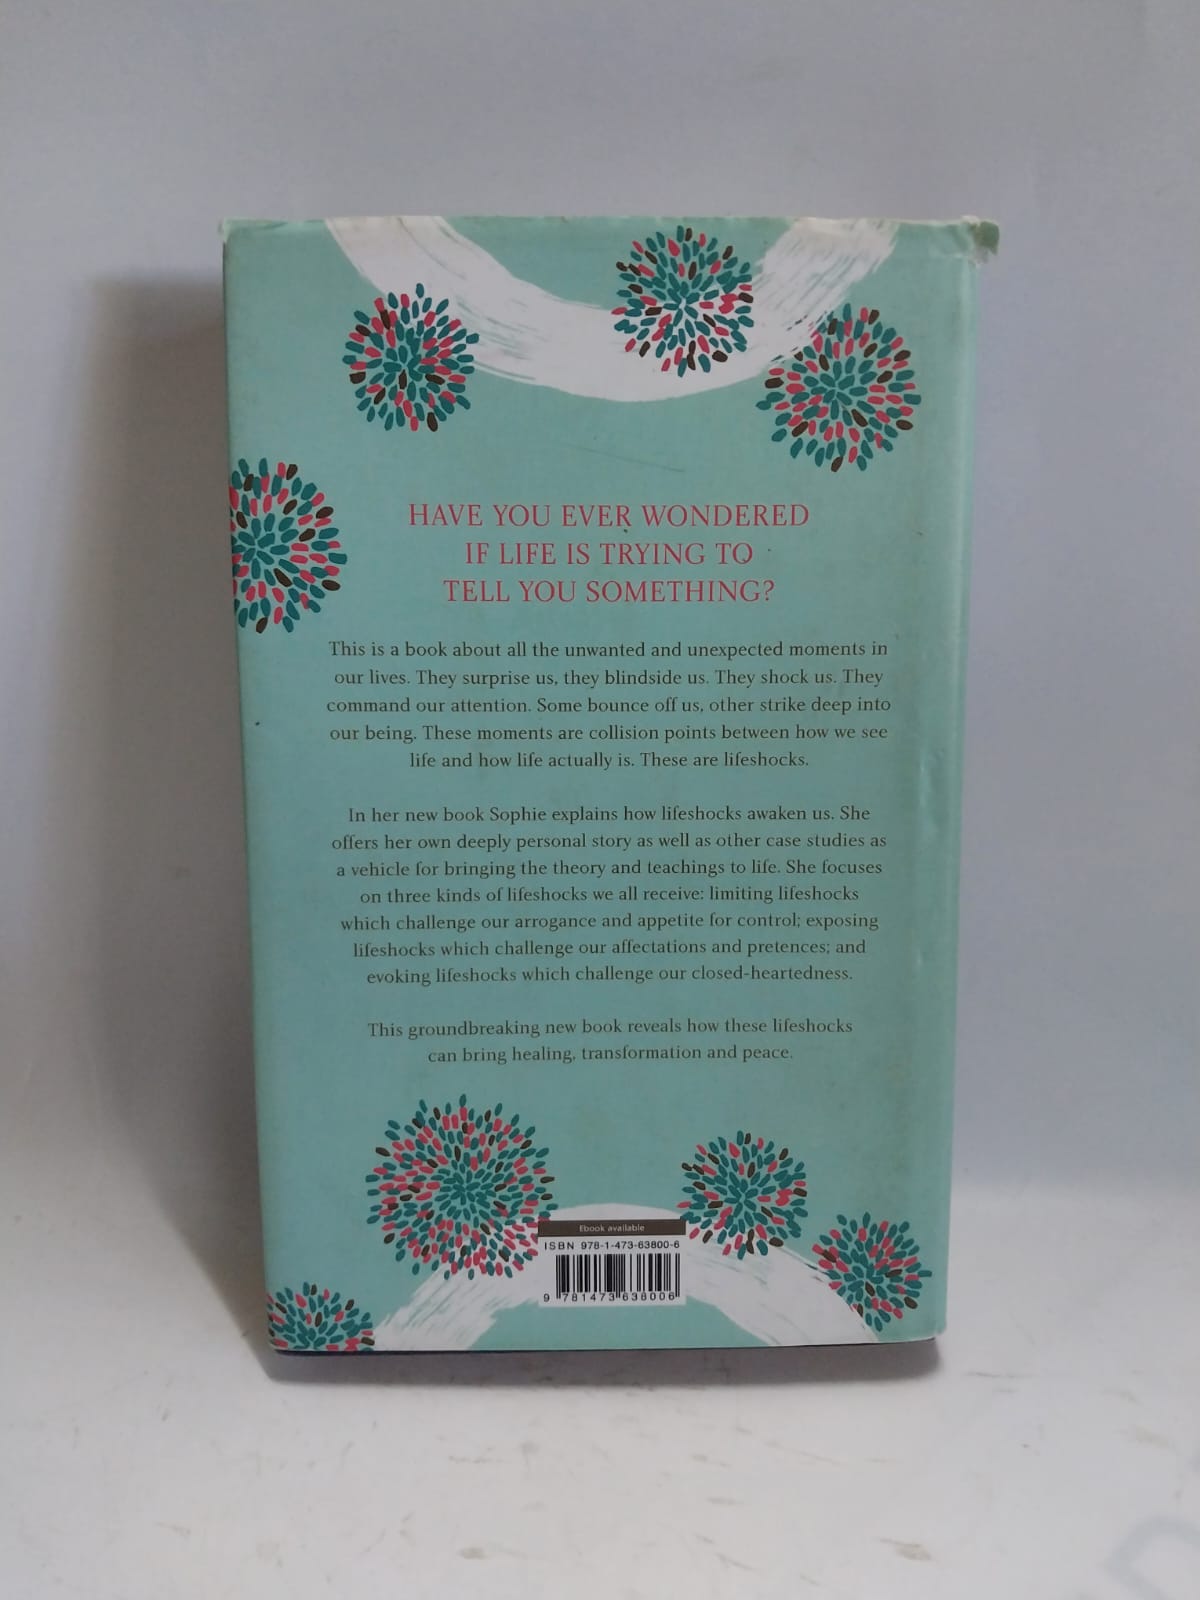 HAVE YOU EVER WONDERED
IF LIFE IS TRYING TO
TELL YOU SOMETHING?
This is a book about all the unwanted and unexpected moments in
our lives. They surprise us, they blindside us. They shock us. They
command our attention. Some bounce off us, other strike deep into
our being. These moments are collision points between how we see
life and how life actually is. These are lifeshocks.
In her new book Sophie explains how lifeshocks awaken us. She
offers her own deeply personal story as well as other case studies as
a vehicle for bringing the theory and teachings to life. She focuses
on three kinds of lifeshocks we all receive: limiting lifeshocks
which challenge our arrogance and appetite for control; exposing
lifeshocks which challenge our affectations and pretences; and
evoking lifeshocks which challenge our closed-heartedness.
This groundbreaking new book reveals how these lifeshocks
can bring healing, transformation and peace.
Ebook available
ISBN 978-1-473-63800-6
9 781473 638006